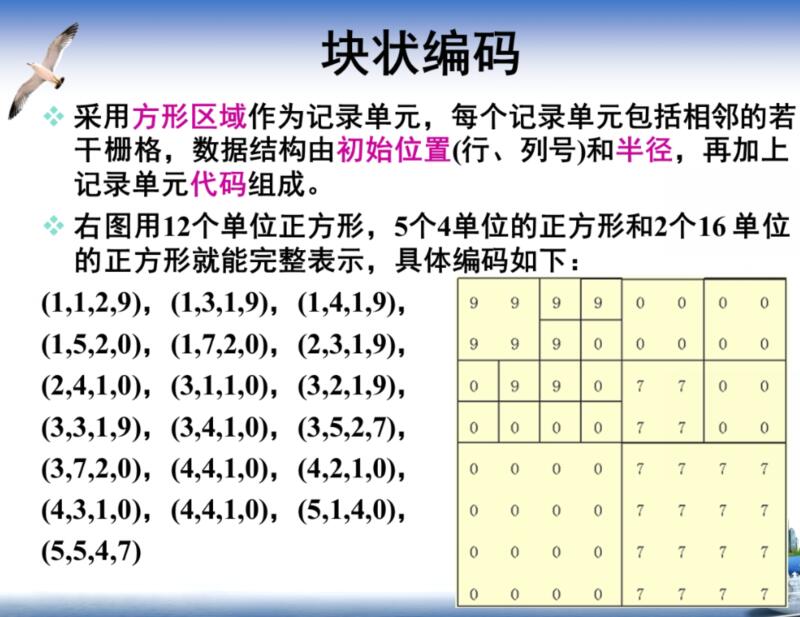 块状编码
采用方形区域作为记录单元，每个记录单元包括相邻的若
干栅格，数据结构由初始位置(行、列号)和半径，再加上
记录单元代码组成。
右图用12个单位正方形，5个4单位的正方形和2个16 单位
的正方形就能完整表示，具体编码如下：
(1,1,2,9)，(1,3,1,9)，(1,4,1,9)，
(1,5,2,0)，(1,7,2,0)，(2,3,1,9)，
(2,4,1,0)，(3,1,1,0)，(3,2,1,9)，
(3,3,1,9)，(3,4,1,0)，(3,5,2,7)，
(3,7,2,0)，(4,4,1,0)，(4,2,1,0)，
(4,3,1,0)，(4,4,1,0)，(5,1,4,0)，
(5,5,4,7)
9 9 9 9 0 0 0 0
9 9 9 0 0 0 0 0
0 9 9 0 7 7 0 0
0 0 0 0 7 7 0 0
0 0 0 0 7 7 7 7
0 0 0 0 7 7 7 7
0 0 0 0 7 7 7 7
0 0 0 0 7 7 7 7